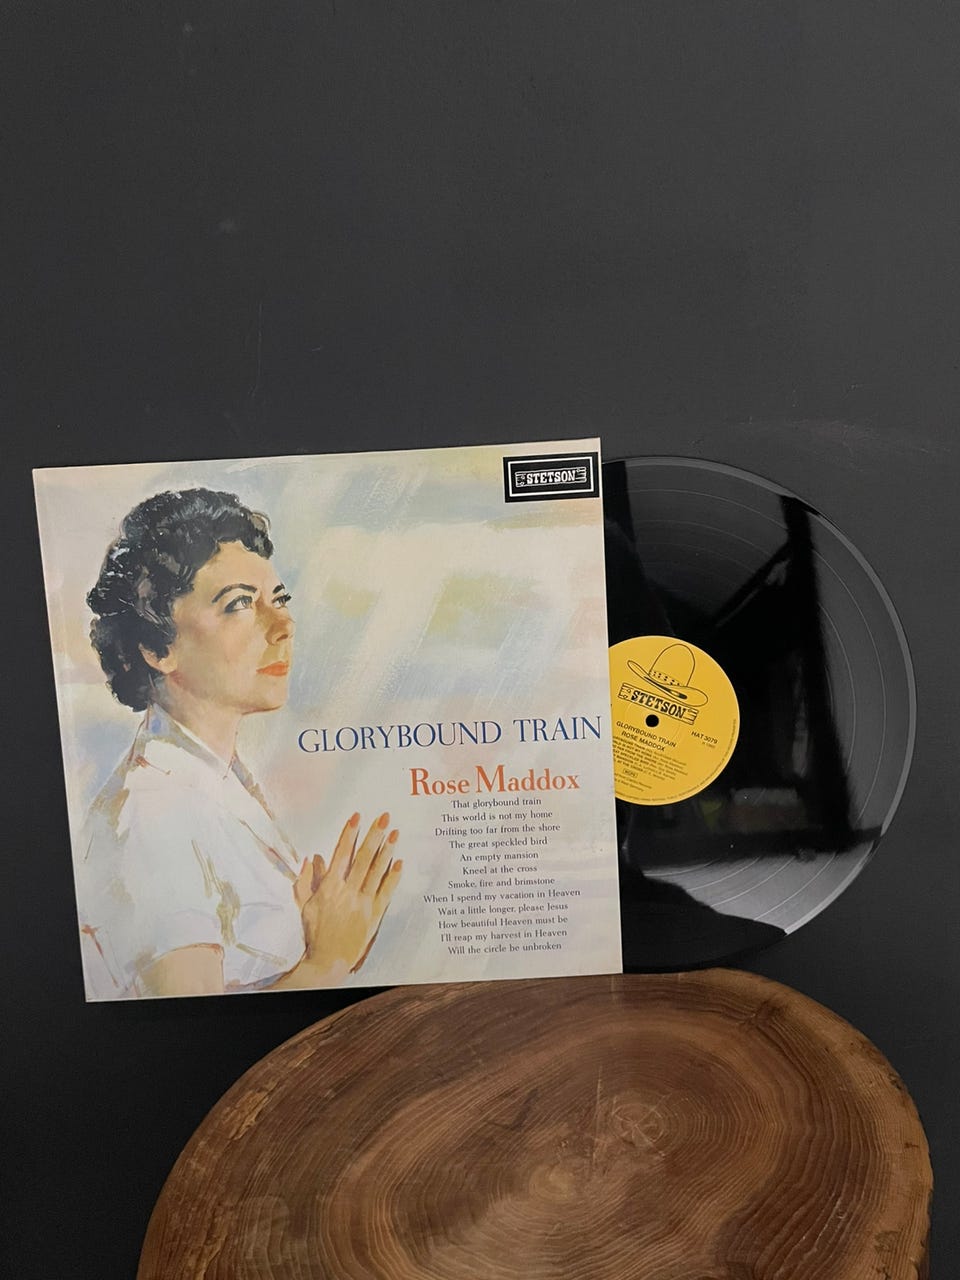 STETSON
GLORYBOUND TRAIN
Rose Maddox
That glorybound train
This world is not my home
Drifting too far from the shore
The great speckled bird
An empty mansion
Kneel at the cross
Smoke, fire and brimstone
When I spend my vacation in Heaven
Wait a little longer, please Jesus
How beautiful Heaven must be
I'll reap my harvest in Heaven
Will the circle be unbroken
STETSON
GLORYBOUND TRAIN
ROSE MADDOX
HAT 3079